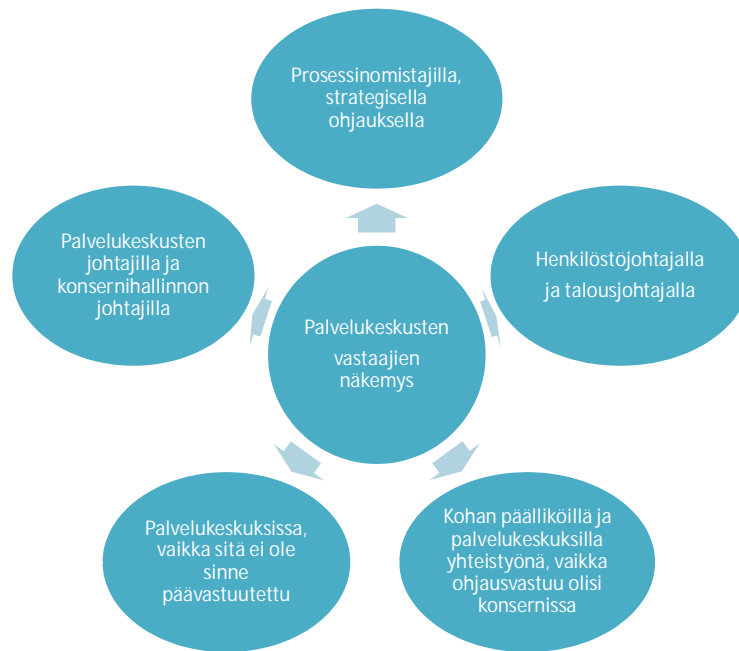 Prosessinomistajilla,
strategisella
ohjauksella
Palvelukeskusten
johtajilla ja
konsernihallinnon
johtajilla
Henkilöstöjohtajalla
ja talousjohtajalla
Palvelukeskusten
vastaajien
näkemys
Palvelukeskuksissa,
vaikka sitä ei ole
sinne
päävastuutettu
Kohan päälliköillä ja
palvelukeskuksilla
yhteistyönä, vaikka
ohjausvastuu olisi
konsernissa